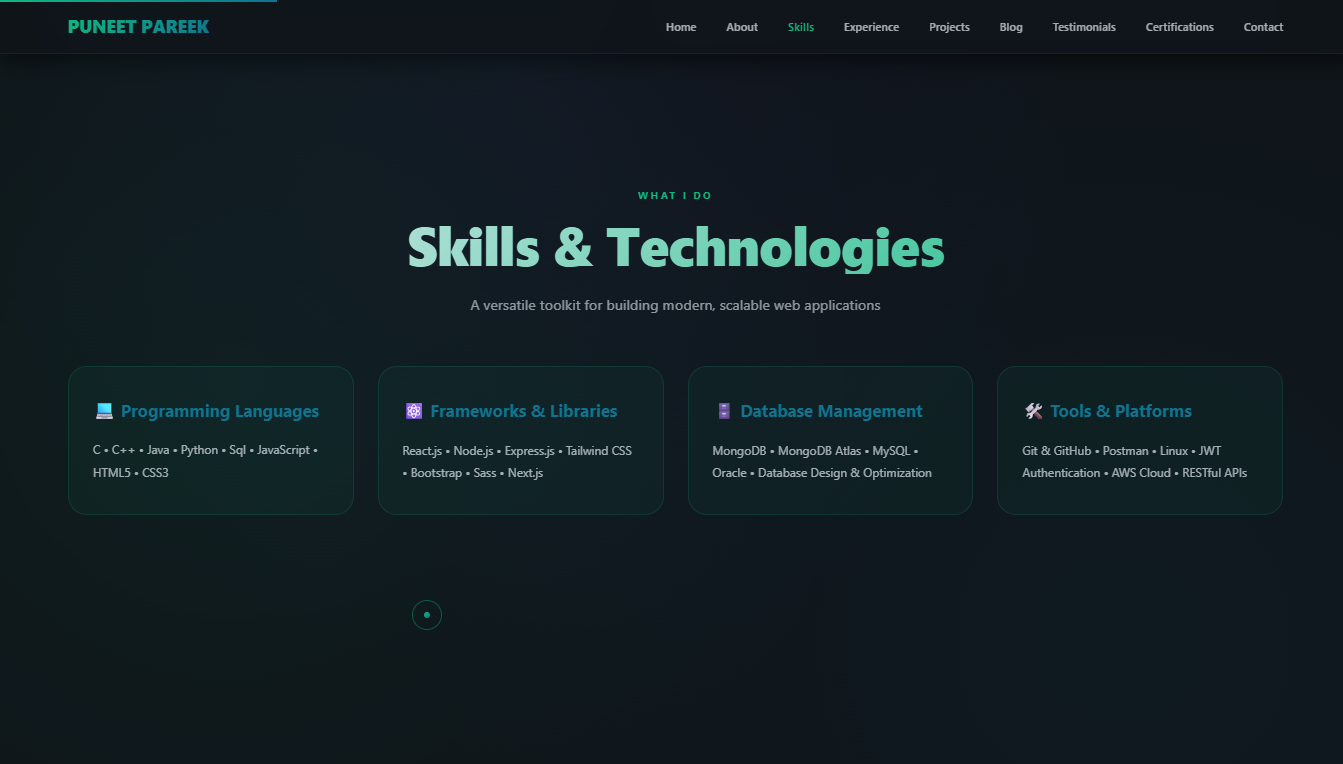 PUNEET PAREEK
Home About Skills Experience Projects Blog Testimonials Certifications Contact
WHAT I DO
Skills & Technologies
A versatile toolkit for building modern, scalable web applications
Programming Languages
C • C++ • Java • Python • Sql • JavaScript •
HTML5 • CSS3
Frameworks & Libraries
React.js • Node.js • Express.js • Tailwind CSS
• Bootstrap • Sass • Next.js
Database Management
MongoDB • MongoDB Atlas • MySQL •
Oracle • Database Design & Optimization
Tools & Platforms
Git & GitHub • Postman • Linux • JWT
Authentication • AWS Cloud • RESTful APIs